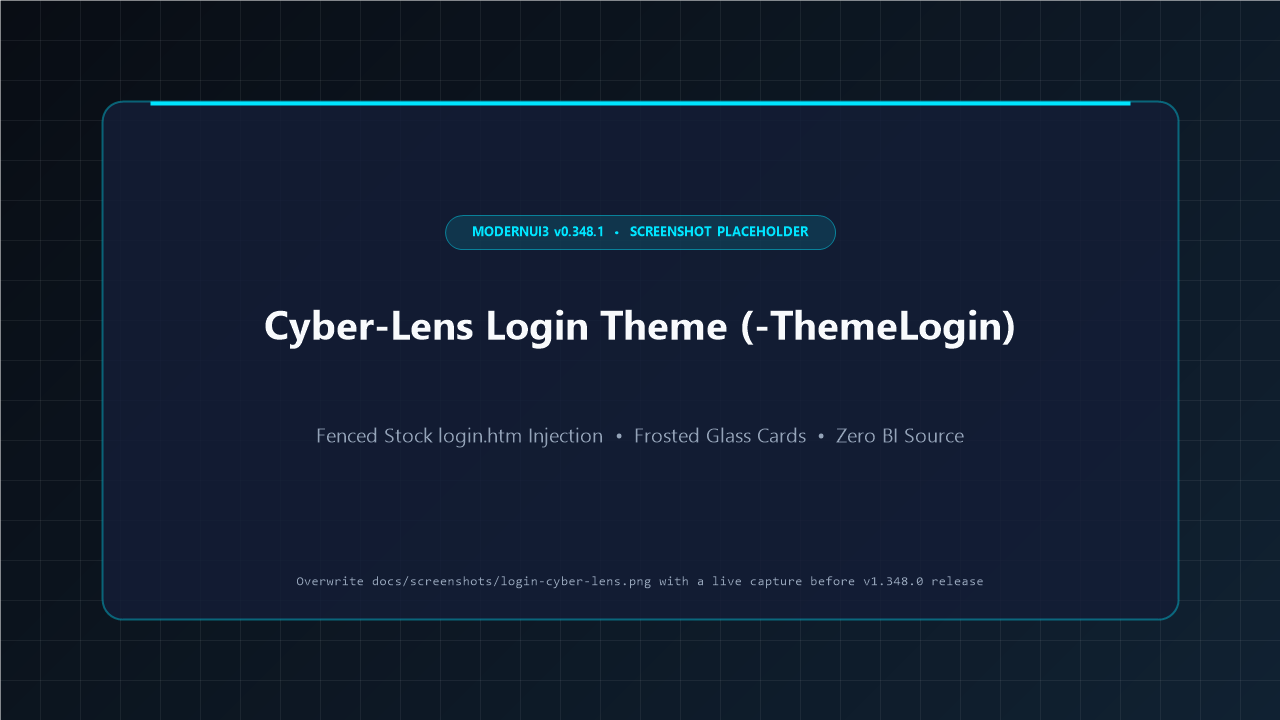 MODERNUI3 v0.348.1 • SCREENSHOT PLACEHOLDER
Cyber-Lens Login Theme (-ThemeLogin)
Fenced Stock login.htm Injection • Frosted Glass Cards • Zero BI Source
Overwrite docs/screenshots/login-cyber-lens.png with a live capture before v1.348.0 release